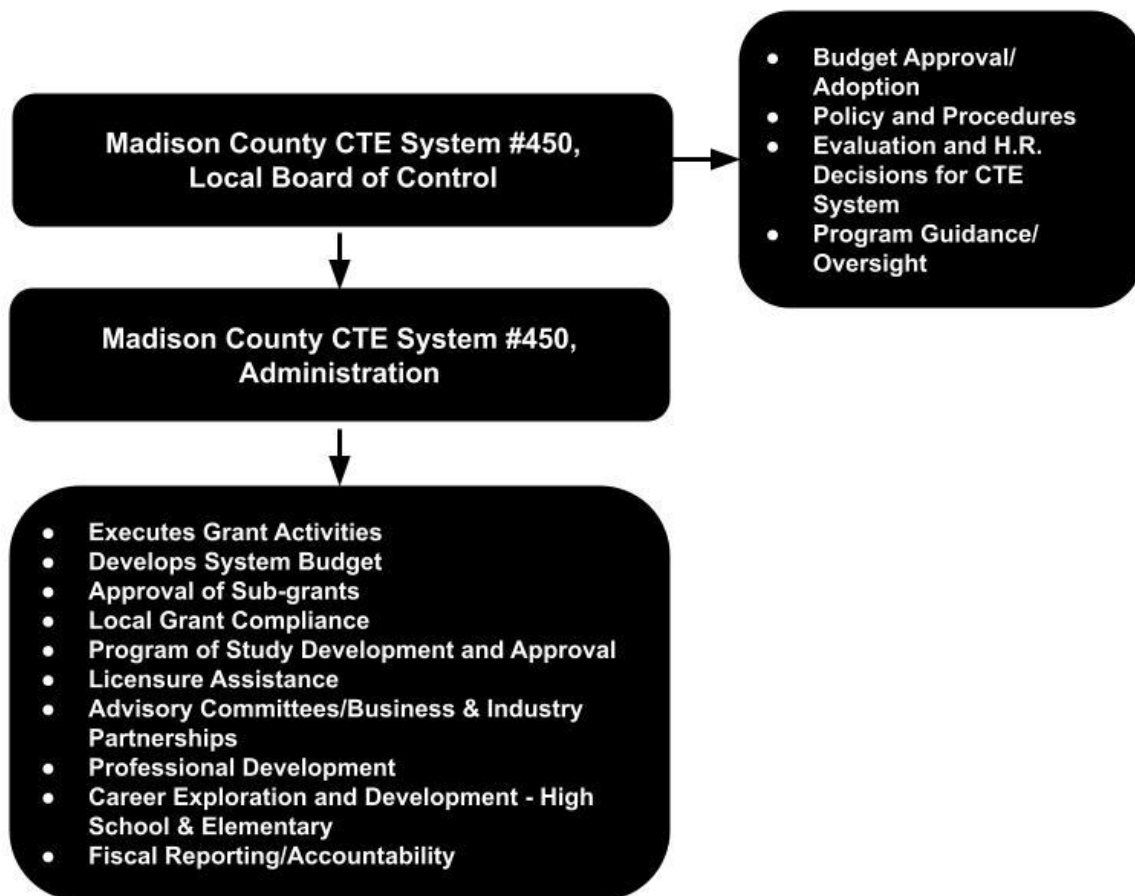 Madison County CTE System #450,
Local Board of Control
● Budget Approval/
Adoption
● Policy and Procedures
● Evaluation and H.R.
Decisions for CTE
System
● Program Guidance/
Oversight
Madison County CTE System #450,
Administration
● Executes Grant Activities
● Develops System Budget
● Approval of Sub-grants
● Local Grant Compliance
● Program of Study Development and Approval
● Licensure Assistance
● Advisory Committees/Business & Industry
Partnerships
● Professional Development
● Career Exploration and Development - High
School & Elementary
● Fiscal Reporting/Accountability